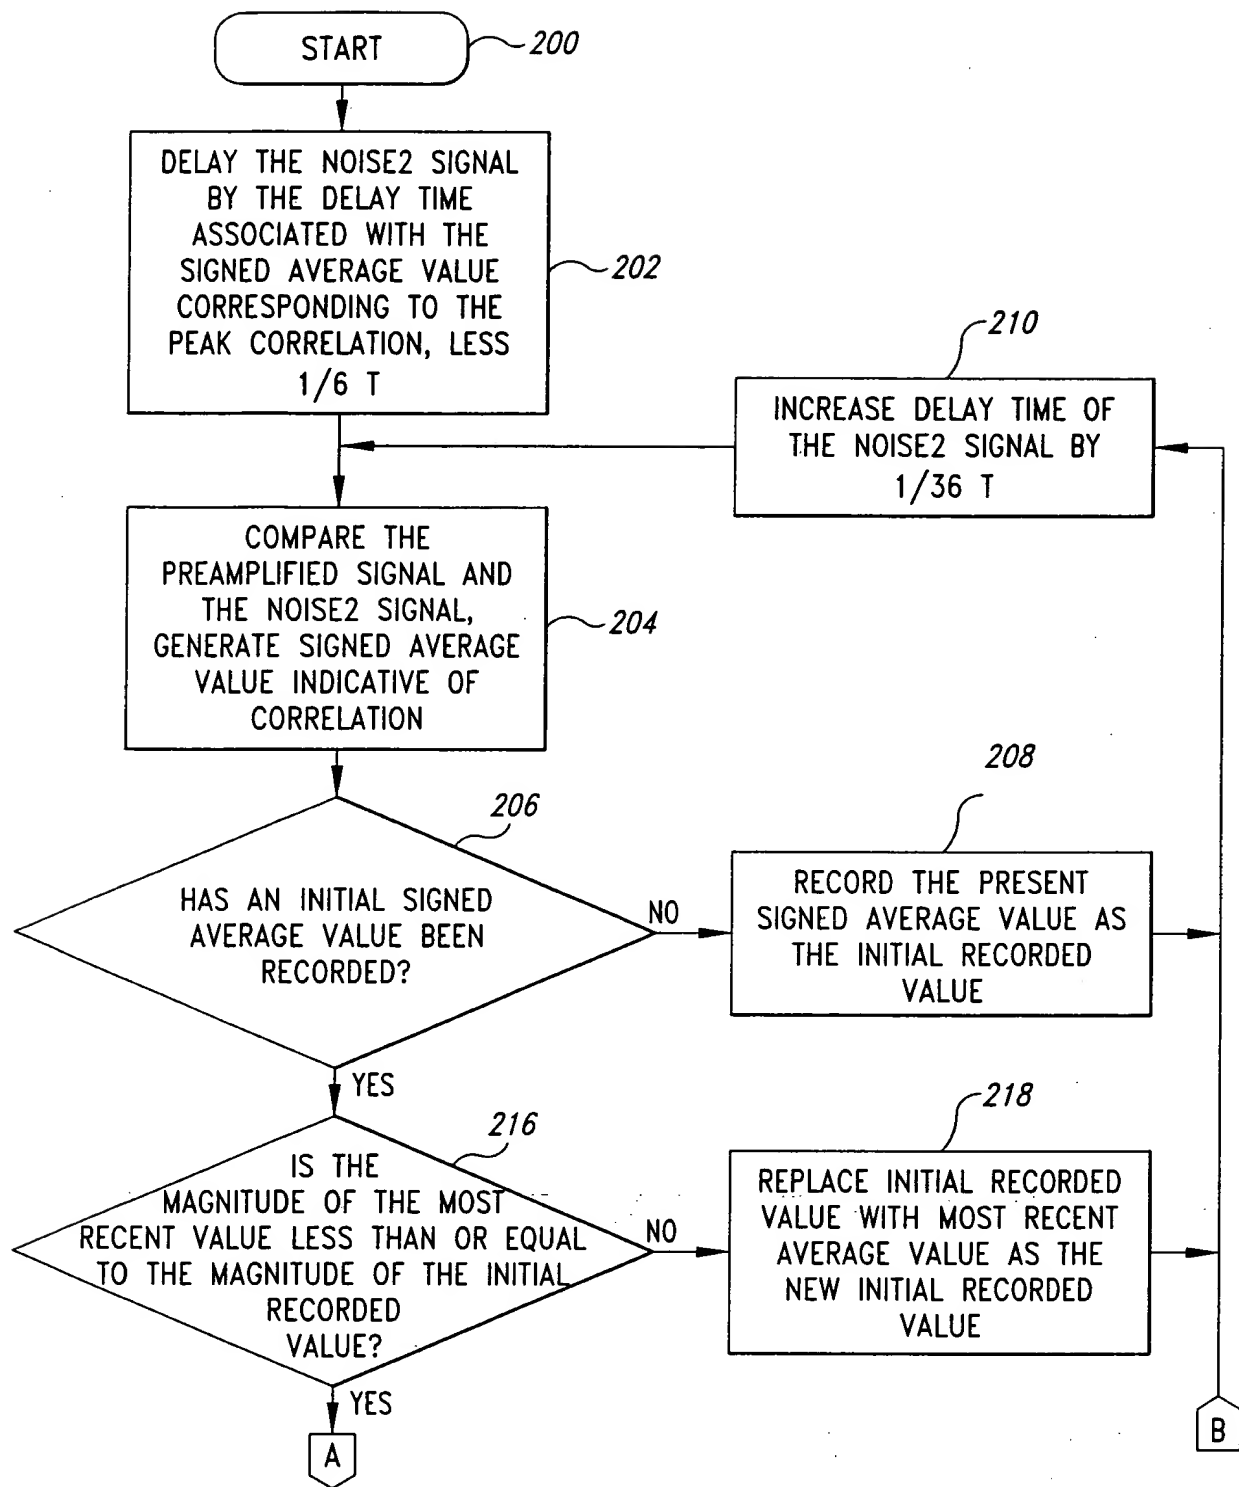 START
200
DELAY THE NOISE2 SIGNAL
BY THE DELAY TIME
ASSOCIATED WITH THE
SIGNED AVERAGE VALUE
CORRESPONDING TO THE
PEAK CORRELATION, LESS
1/6 T
202
210
INCREASE DELAY TIME OF
THE NOISE2 SIGNAL BY
1/36 T
COMPARE THE
PREAMPLIFIED SIGNAL AND
THE NOISE2 SIGNAL,
GENERATE SIGNED AVERAGE
VALUE INDICATIVE OF
CORRELATION
204
206
HAS AN INITIAL SIGNED
AVERAGE VALUE BEEN
RECORDED?
NO
YES
208
RECORD THE PRESENT
SIGNED AVERAGE VALUE AS
THE INITIAL RECORDED
VALUE
216
IS THE
MAGNITUDE OF THE MOST
RECENT VALUE LESS THAN OR EQUAL
TO THE MAGNITUDE OF THE INITIAL
RECORDED
VALUE?
NO
YES
218
REPLACE INITIAL RECORDED
VALUE WITH MOST RECENT
AVERAGE VALUE AS THE
NEW INITIAL RECORDED
VALUE
A
B